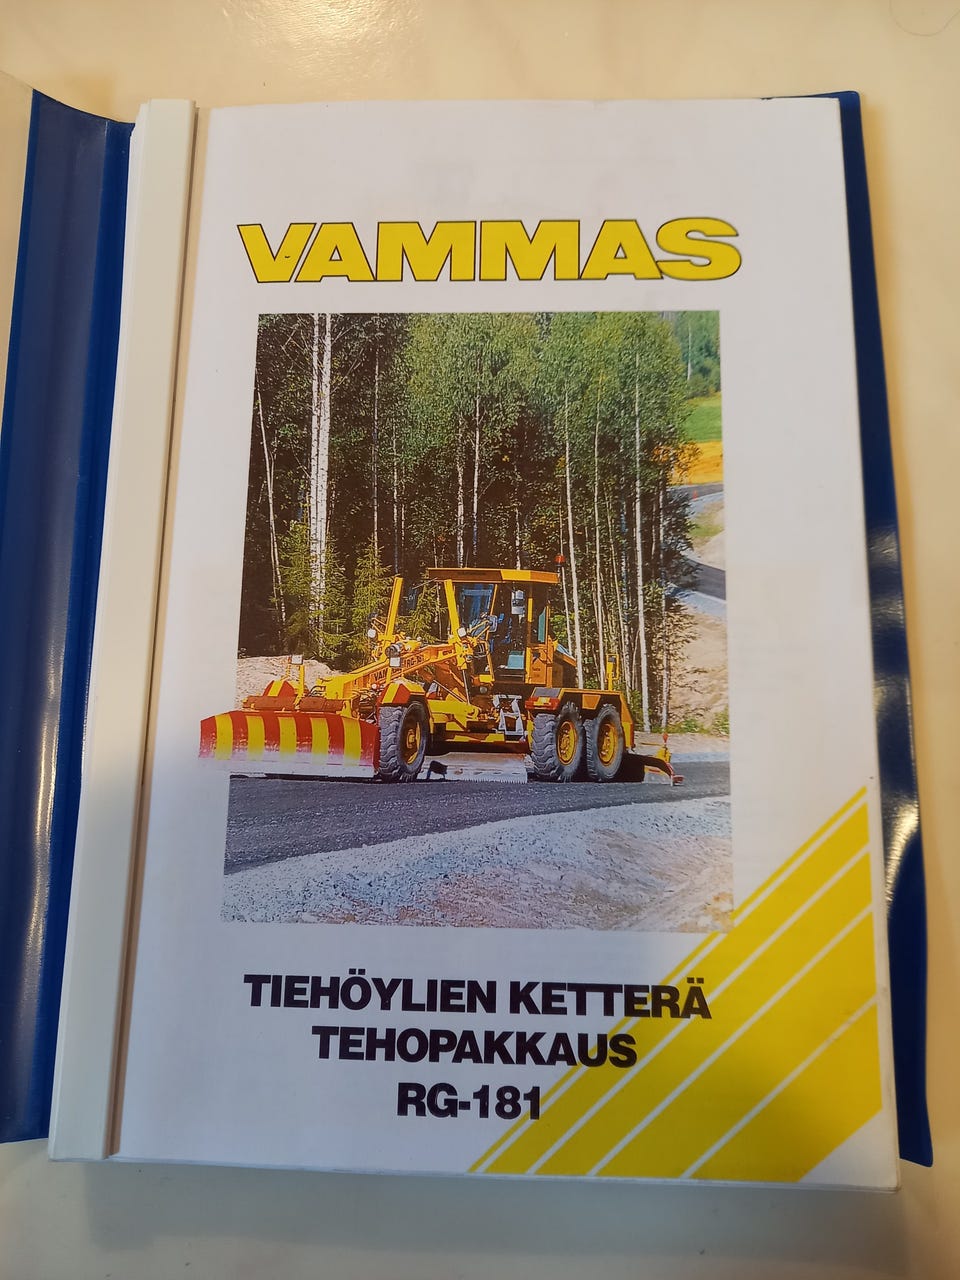 VAMMAS
TIEHÖYLIEN KETTERÄ
TEHOPAKKAUS
RG-181